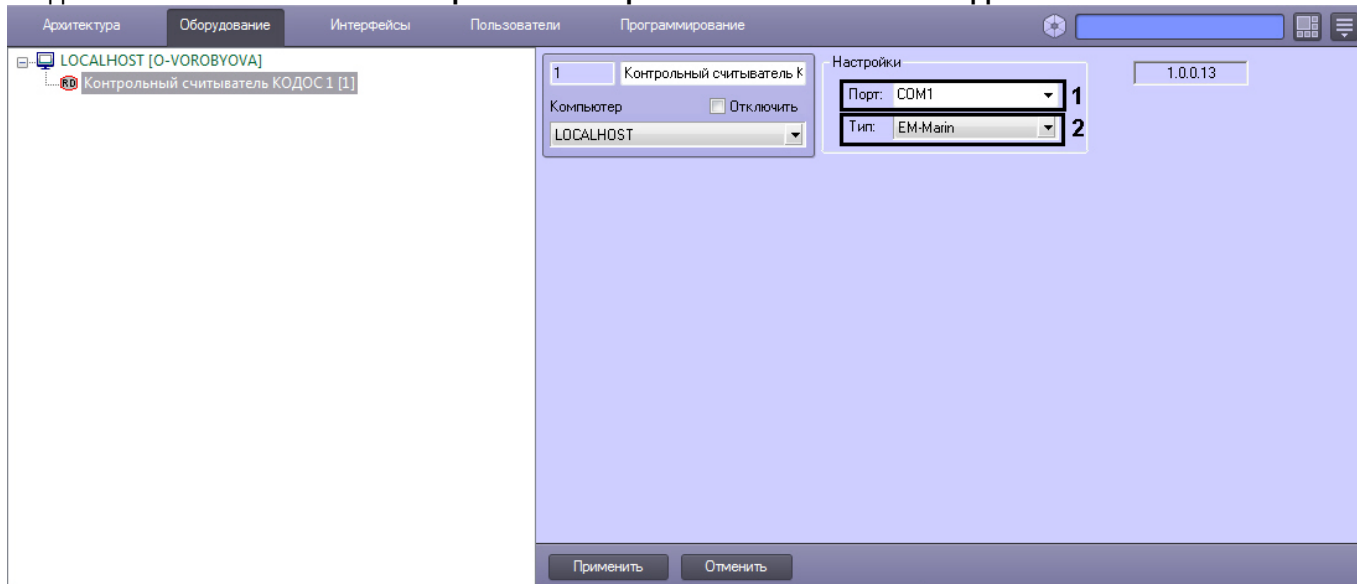 Архитектура Оборудование Интерфейсы Пользователи Программирование
LOCALHOST [O-VOROBYOVA]
RD Контрольный считыватель КОДОС 1 [1]
1 Контрольный считыватель К
Компьютер Отключить
LOCALHOST
Настройки
Порт: COM1 1
Тип: EM-Marin 2
1.0.0.13
Применить Отменить